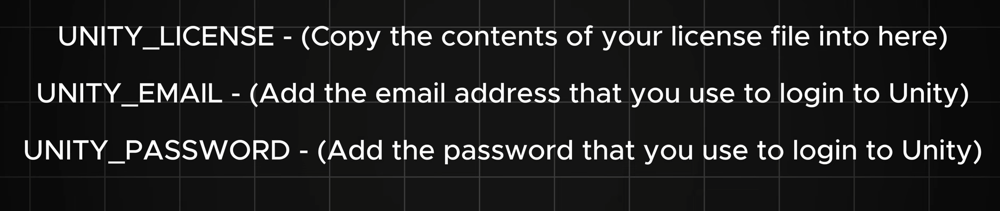 UNITY_LICENSE - (Copy the contents of your license file into here)
UNITY_EMAIL - (Add the email address that you use to login to Unity)
UNITY_PASSWORD - (Add the password that you use to login to Unity)